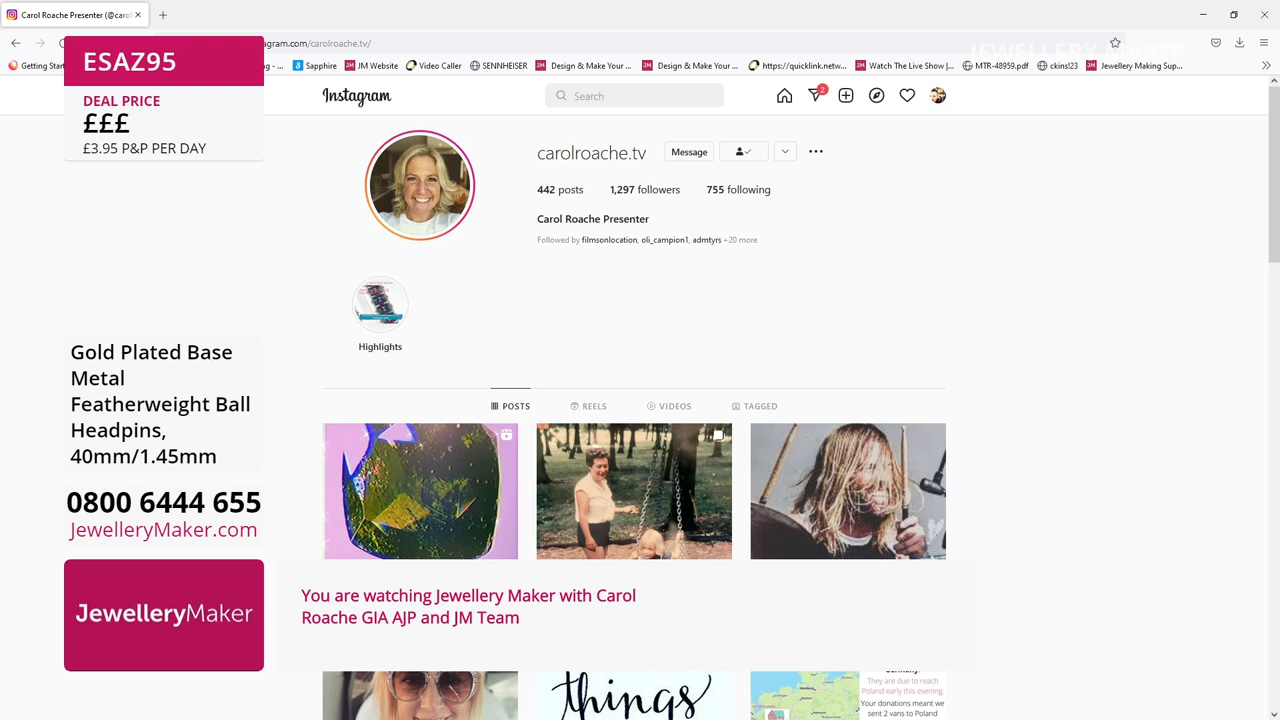 Carol Roache Presenter (@carol
Getting Star
Sapphire
JM Website
Video Caller
SENNHEISER
Design & Make Your ...
Design & Make Your ...
https://quicklink.netw...
Watch The Live Show |...
MTR-48959.pdf
ckins!23
Jewellery Making Sup...
agram.com/carolroache.tv/
JEWELLERY MAKER
ESAZ95
DEAL PRICE
£££
£3.95 P&P PER DAY
Instagram
Search
2
carolroache.tv
Message
442 posts 1,297 followers 755 following
Carol Roache Presenter
Followed by filmsonlocation, oli_campion1, admtyrs +20 more
Highlights
POSTS REELS VIDEOS TAGGED
Gold Plated Base
Metal
Featherweight Ball
Headpins,
40mm/1.45mm
0800 6444 655
JewelleryMaker.com
JewelleryMaker
You are watching Jewellery Maker with Carol
Roache GIA AJP and JM Team
things
They are due to reach
Poland early this evening.
Your donations meant we
sent 2 vans to Poland